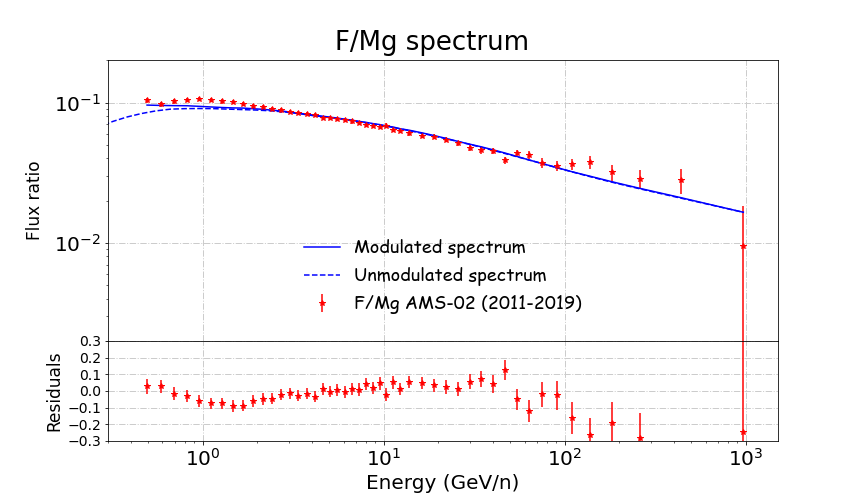 F/Mg spectrum
Flux ratio
10⁻¹
10⁻²
Modulated spectrum
Unmodulated spectrum
F/Mg AMS-02 (2011-2019)
Residuals
0.3
0.2
0.1
0.0
−0.1
−0.2
−0.3
10⁰ 10¹ 10² 10³
Energy (GeV/n)